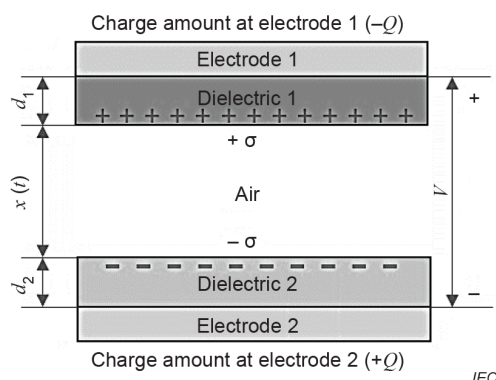 Charge amount at electrode 1 (–Q)
Electrode 1
d1
Dielectric 1
+
+ + + + + + + + + + + + +
+ σ
x (t)
Air
V
– σ
– – – – – – – – –
d2
Dielectric 2
–
Electrode 2
Charge amount at electrode 2 (+Q)
IEC